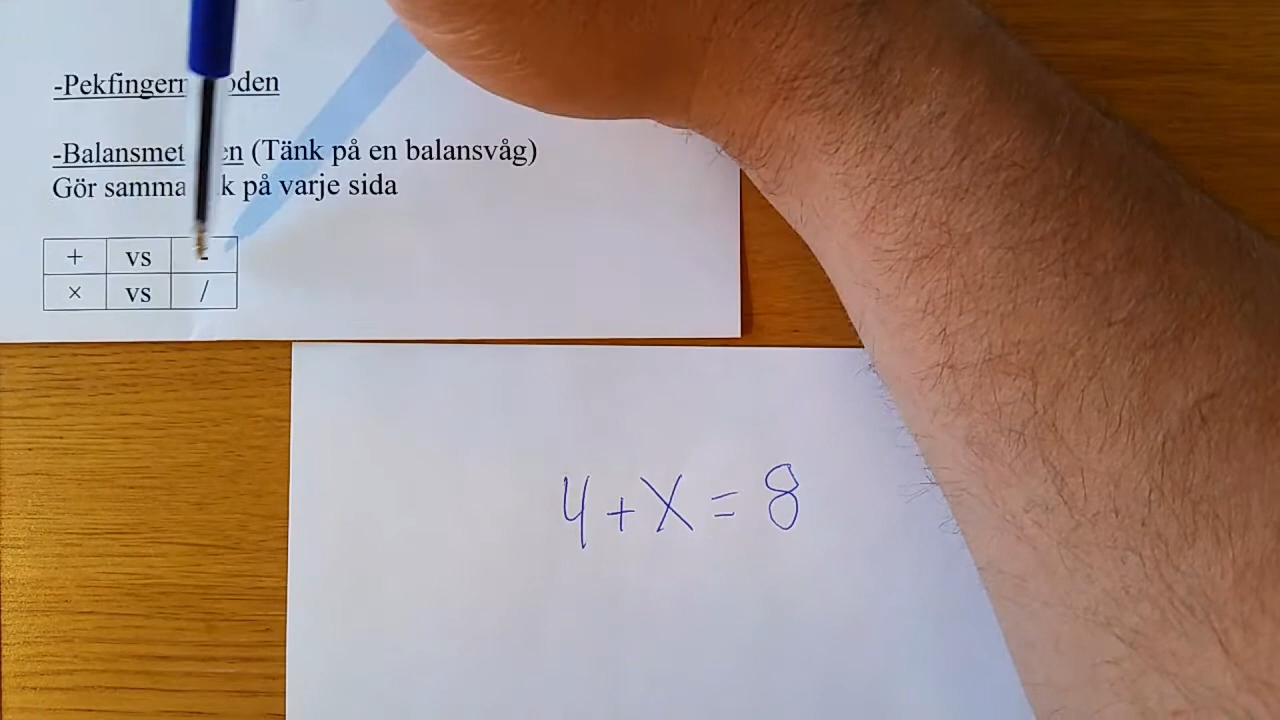 -Pekfingerm oden
-Balansmet en (Tänk på en balansvåg)
Gör samma k på varje sida
+ vs -
× vs /
4+X=8